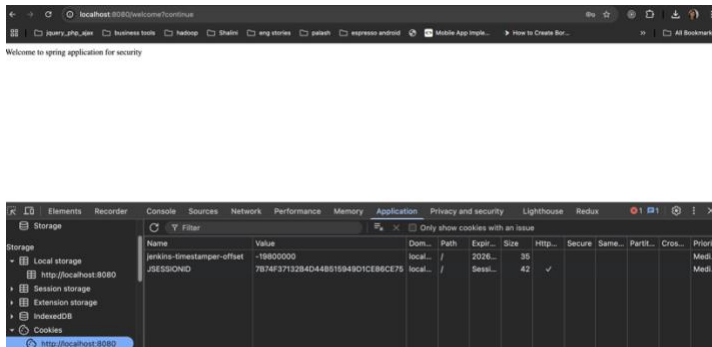 localhost:8080/welcome?continue
jquery_php_ajax business tools hadoop Shalini eng stories palash espresso android Mobile App Imple... How to Create Bor... All Bookmark
Welcome to spring application for security
Elements Recorder Console Sources Network Performance Memory Application Privacy and security Lighthouse Redux 1 1
Storage Filter Only show cookies with an issue
Storage Name Value Dom... Path Expir... Size Http... Secure Same... Partit... Cros... Priori
Local storage jenkins-timestamper-offset -19800000 local... / 2026... 35 Medi
http://localhost:8080 JSESSIONID 7B74F37132B4D44B515949D1CEB6CE75 local... / Sessi... 42 ✓ Medi
Session storage
Extension storage
IndexedDB
Cookies
http://localhost:8080